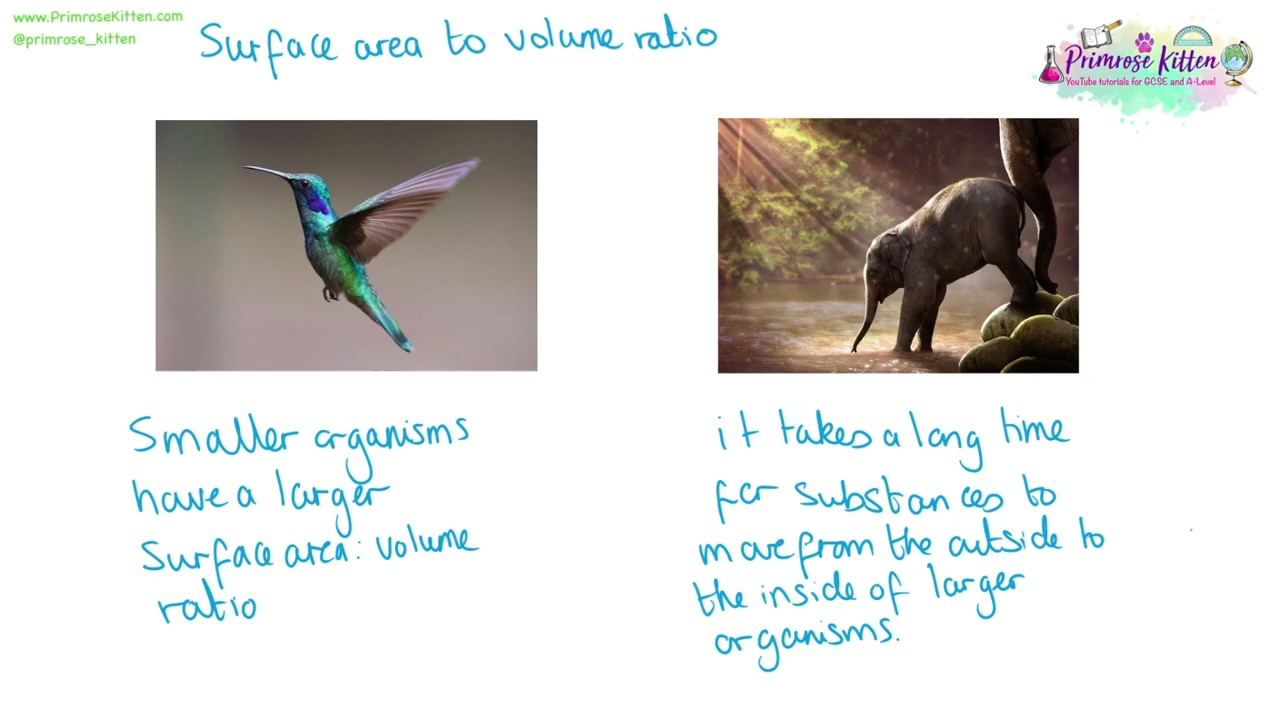 www.PrimroseKitten.com
@primrose_kitten
Surface area to volume ratio
Primrose Kitten
YouTube tutorials for GCSE and A-Level
Smaller organisms
have a larger
Surface area: volume
ratio
it takes a long time
for substances to
move from the outside to
the inside of larger
organisms.